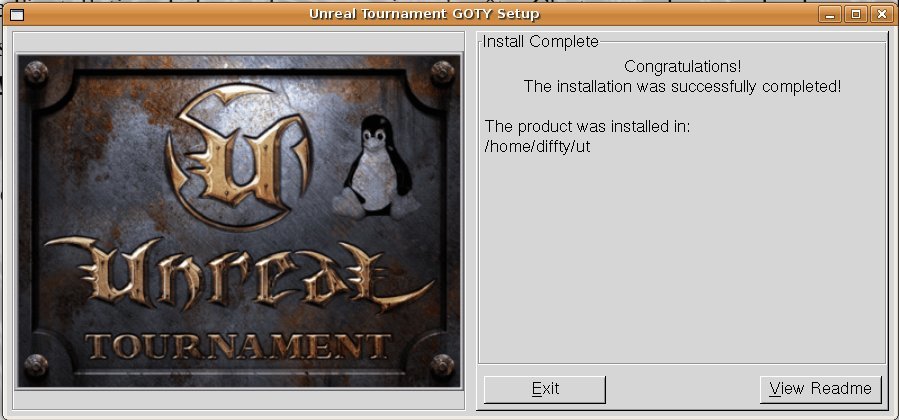 Unreal Tournament GOTY Setup
Unreal
TOURNAMENT
Install Complete
Congratulations!
The installation was successfully completed!
The product was installed in:
/home/diffty/ut
Exit
View Readme